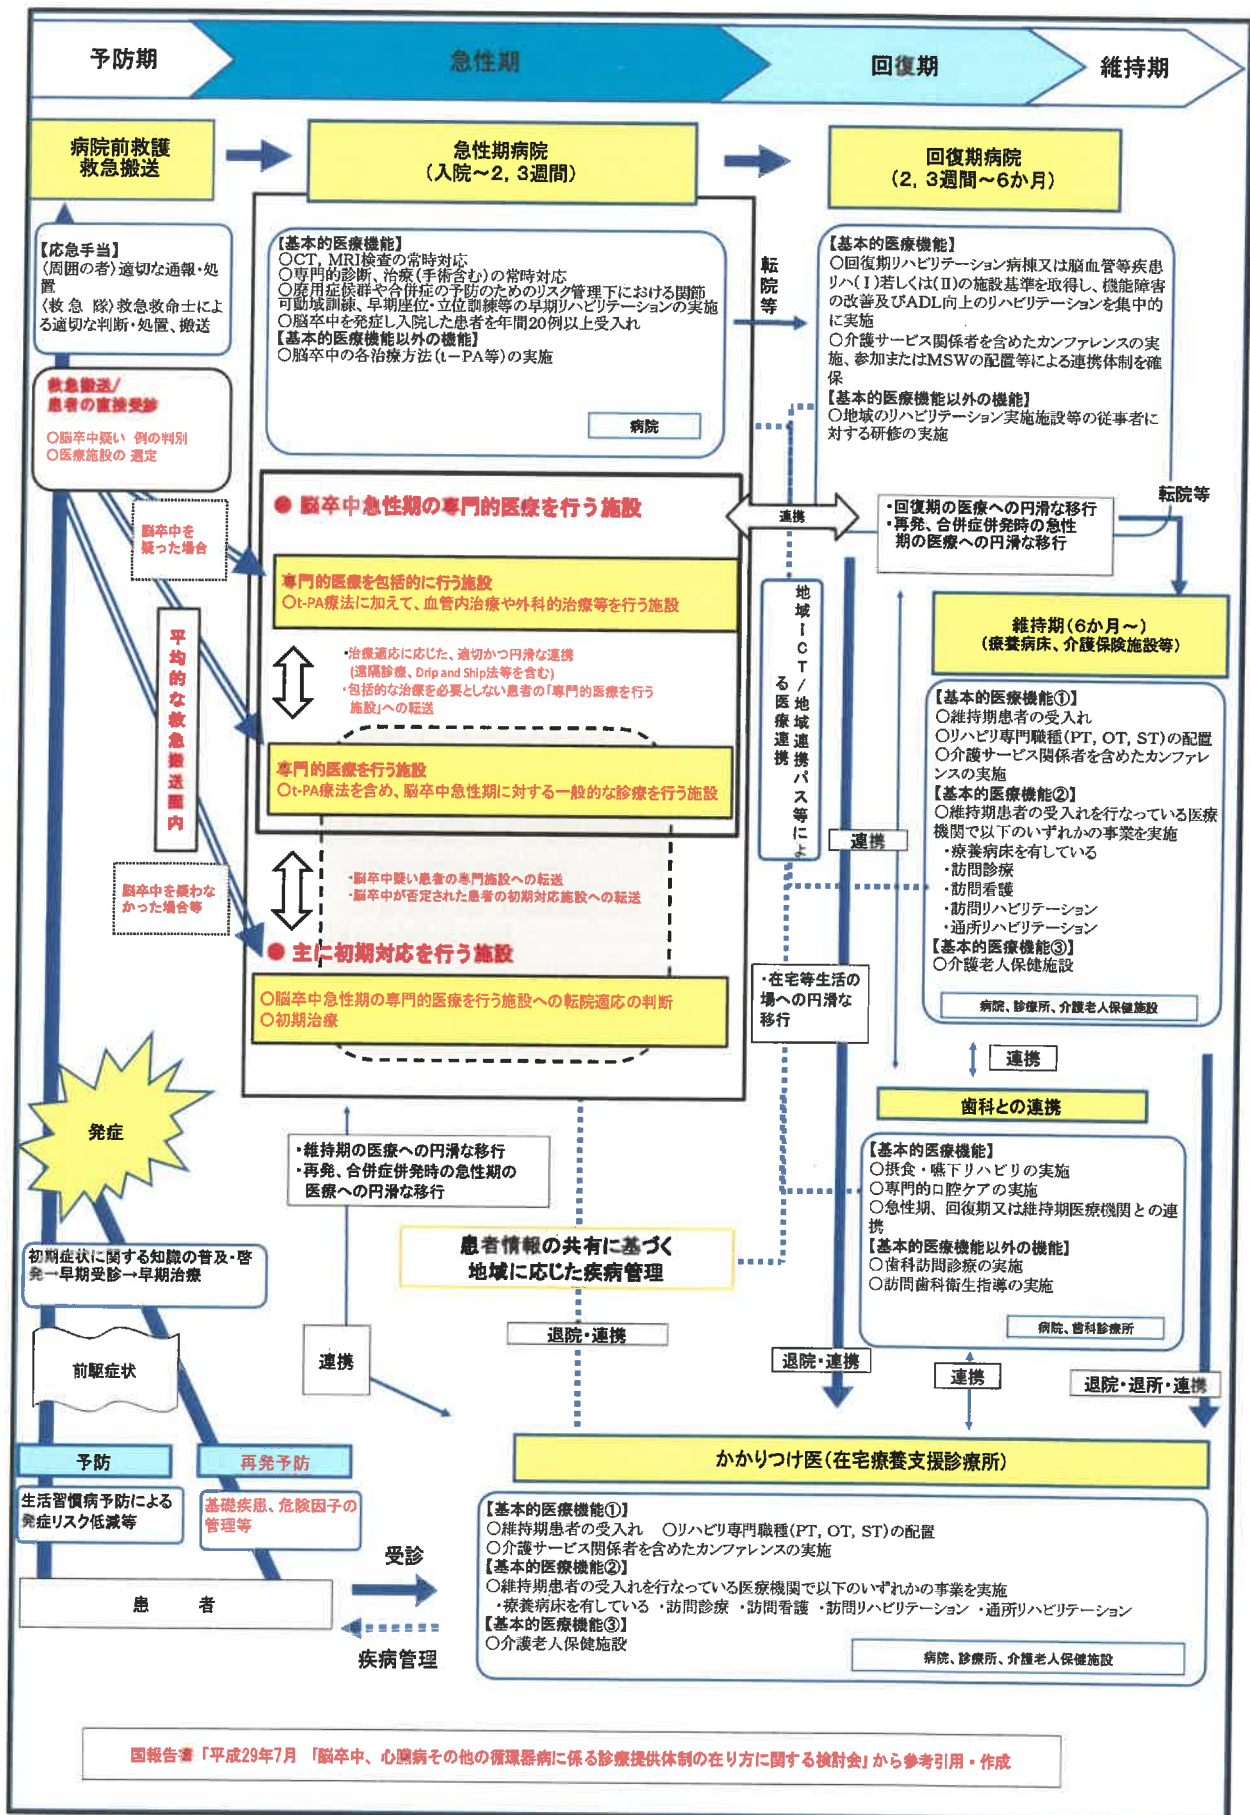 予防期
急性期
回復期
維持期
病院前救護
救急搬送
急性期病院
（入院～2，3週間）
回復期病院
（2，3週間～6か月）
【応急手当】
〈周囲の者〉適切な通報・処
置
〈救 急 隊〉救急救命士によ
る適切な判断・処置、搬送
【基本的医療機能】
○CT，MRI検査の常時対応
○専門的診断、治療（手術含む）の常時対応
○廃用症候群や合併症の予防のためのリスク管理下における関節
可動域訓練、早期座位・立位訓練等の早期リハビリテーションの実施
○脳卒中を発症し入院した患者を年間20例以上受入れ
【基本的医療機能以外の機能】
○脳卒中の各治療方法（t－PA等）の実施
病院
転院等
【基本的医療機能】
○回復期リハビリテーション病棟又は脳血管等疾患
リハ（Ⅰ）若しくは（Ⅱ）の施設基準を取得し、機能障害
の改善及びADL向上のリハビリテーションを集中的
に実施
○介護サービス関係者を含めたカンファレンスの実
施、参加またはMSWの配置等による連携体制を確
保
【基本的医療機能以外の機能】
○地域のリハビリテーション実施施設等の従事者に
対する研修の実施
救急搬送/
患者の直接受診
○脳卒中疑い 例の判別
○医療施設の 選定
脳卒中を
疑った場合
● 脳卒中急性期の専門的医療を行う施設
連携
・回復期の医療への円滑な移行
・再発、合併症併発時の急性
期の医療への円滑な移行
転院等
専門的医療を包括的に行う施設
○t-PA療法に加えて、血管内治療や外科的治療等を行う施設
・治療適応に応じた、適切かつ円滑な連携
(遠隔診療、Drip and Ship法等を含む)
・包括的な治療を必要としない患者の「専門的医療を行う
施設」への転送
平均的な救急搬送圏内
地域ICT/地域連携パス等によ
る医療連携
維持期（6か月～）
（療養病床、介護保険施設等）
専門的医療を行う施設
○t-PA療法を含め、脳卒中急性期に対する一般的な診療を行う施設
【基本的医療機能①】
○維持期患者の受入れ
○リハビリ専門職種（PT，OT，ST）の配置
○介護サービス関係者を含めたカンファレ
ンスの実施
【基本的医療機能②】
○維持期患者の受入れを行なっている医療
機関で以下のいずれかの事業を実施
・療養病床を有している
・訪問診療
・訪問看護
・訪問リハビリテーション
・通所リハビリテーション
【基本的医療機能③】
○介護老人保健施設
病院、診療所、介護老人保健施設
連携
脳卒中を疑わな
かった場合等
・脳卒中疑い患者の専門施設への転送
・脳卒中が否定された患者の初期対応施設への転送
● 主に初期対応を行う施設
○脳卒中急性期の専門的医療を行う施設への転院適応の判断
○初期治療
・在宅等生活の
場への円滑な
移行
連携
歯科との連携
【基本的医療機能】
○摂食・嚥下リハビリの実施
○専門的口腔ケアの実施
○急性期、回復期又は維持期医療機関との連
携
【基本的医療機能以外の機能】
○歯科訪問診療の実施
○訪問歯科衛生指導の実施
病院、歯科診療所
発症
・維持期の医療への円滑な移行
・再発、合併症併発時の急性期の
医療への円滑な移行
患者情報の共有に基づく
地域に応じた疾病管理
初期症状に関する知識の普及・啓
発→早期受診→早期治療
前駆症状
連携
退院・連携
退院・連携
連携
退院・退所・連携
予防
再発予防
生活習慣病予防による
発症リスク低減等
基礎疾患、危険因子の
管理等
かかりつけ医（在宅療養支援診療所）
【基本的医療機能①】
○維持期患者の受入れ ○リハビリ専門職種（PT，OT，ST）の配置
○介護サービス関係者を含めたカンファレンスの実施
【基本的医療機能②】
○維持期患者の受入れを行なっている医療機関で以下のいずれかの事業を実施
・療養病床を有している ・訪問診療 ・訪問看護 ・訪問リハビリテーション ・通所リハビリテーション
【基本的医療機能③】
○介護老人保健施設
病院、診療所、介護老人保健施設
受診
患 者
疾病管理
国報告書「平成29年7月 「脳卒中、心臓病その他の循環器病に係る診療提供体制の在り方に関する検討会」から参考引用・作成